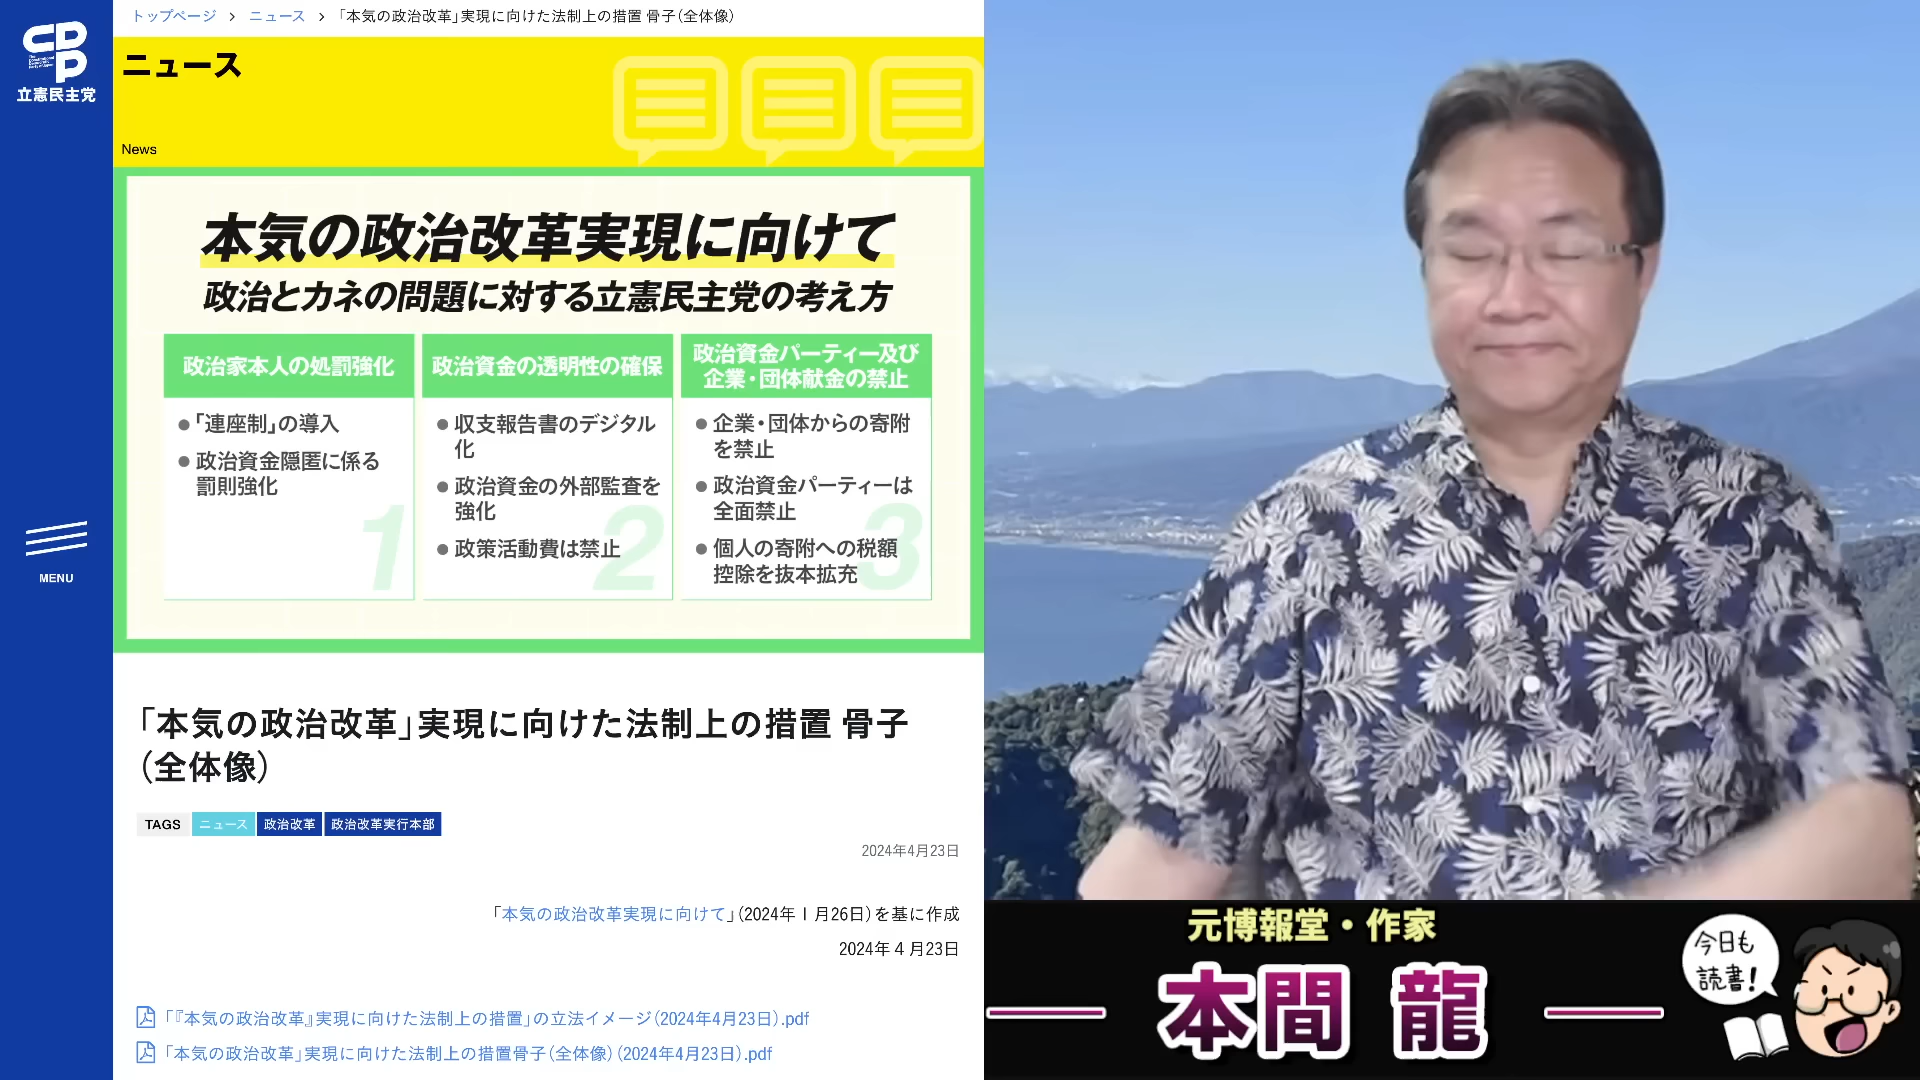 CDP
立憲民主党
MENU
トップページ > ニュース > 「本気の政治改革」実現に向けた法制上の措置 骨子(全体像)
ニュース
News
本気の政治改革実現に向けて
政治とカネの問題に対する立憲民主党の考え方
政治家本人の処罰強化
●「連座制」の導入
●政治資金隠匿に係る
罰則強化
1
政治資金の透明性の確保
●収支報告書のデジタル
化
●政治資金の外部監査を
強化
●政策活動費は禁止
2
政治資金パーティー及び
企業・団体献金の禁止
●企業・団体からの寄附
を禁止
●政治資金パーティーは
全面禁止
●個人の寄附への税額
控除を抜本拡充
3
「本気の政治改革」実現に向けた法制上の措置 骨子
(全体像)
TAGS ニュース 政治改革 政治改革実行本部
2024年4月23日
「本気の政治改革実現に向けて」(2024年1月26日)を基に作成
2024年4月23日
「『本気の政治改革』実現に向けた法制上の措置」の立法イメージ(2024年4月23日).pdf
「本気の政治改革」実現に向けた法制上の措置骨子(全体像)(2024年4月23日).pdf
元博報堂・作家
本間 龍
今日も
読書!